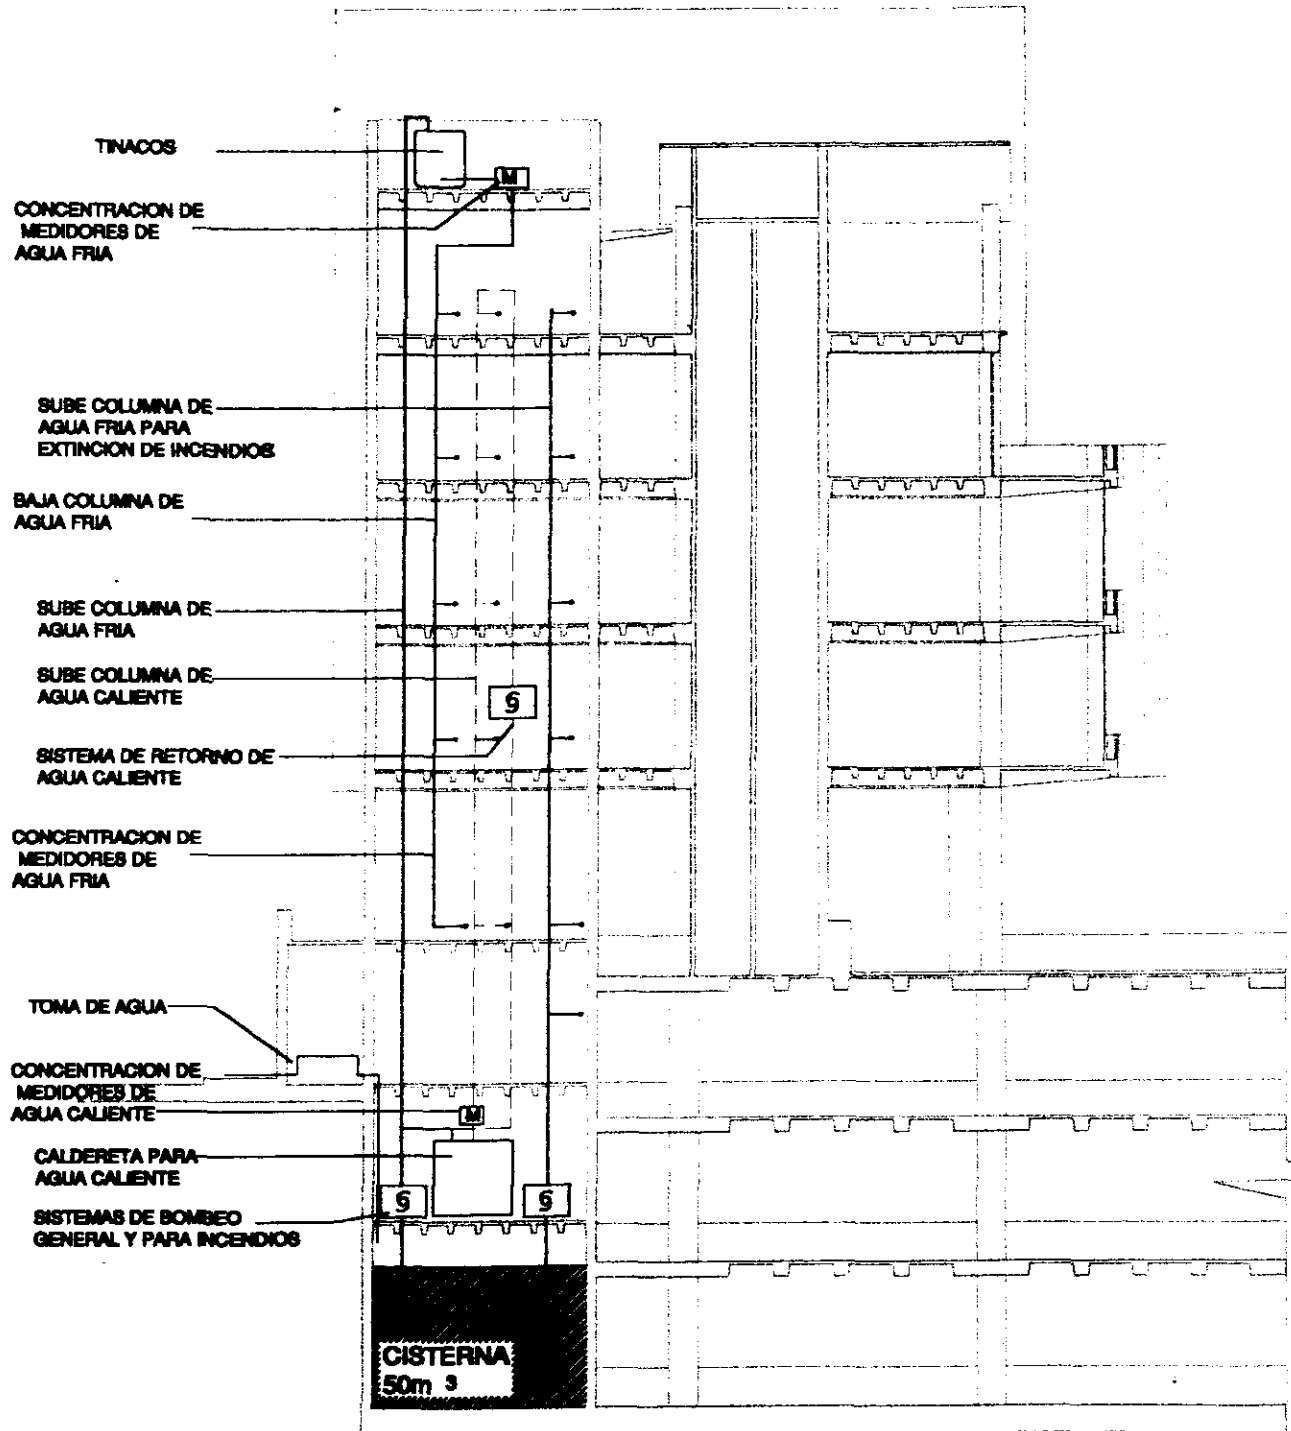 TINACOS
M
CONCENTRACION DE
MEDIDORES DE
AGUA FRIA
SUBE COLUMNA DE
AGUA FRIA PARA
EXTINCION DE INCENDIOS
BAJA COLUMNA DE
AGUA FRIA
SUBE COLUMNA DE
AGUA FRIA
SUBE COLUMNA DE
AGUA CALIENTE
SISTEMA DE RETORNO DE
AGUA CALIENTE
CONCENTRACION DE
MEDIDORES DE
AGUA FRIA
TOMA DE AGUA
CONCENTRACION DE
MEDIDORES DE
AGUA CALIENTE
M
CALDERETA PARA
AGUA CALIENTE
SISTEMAS DE BOMBEO
GENERAL Y PARA INCENDIOS
CISTERNA
50m 3